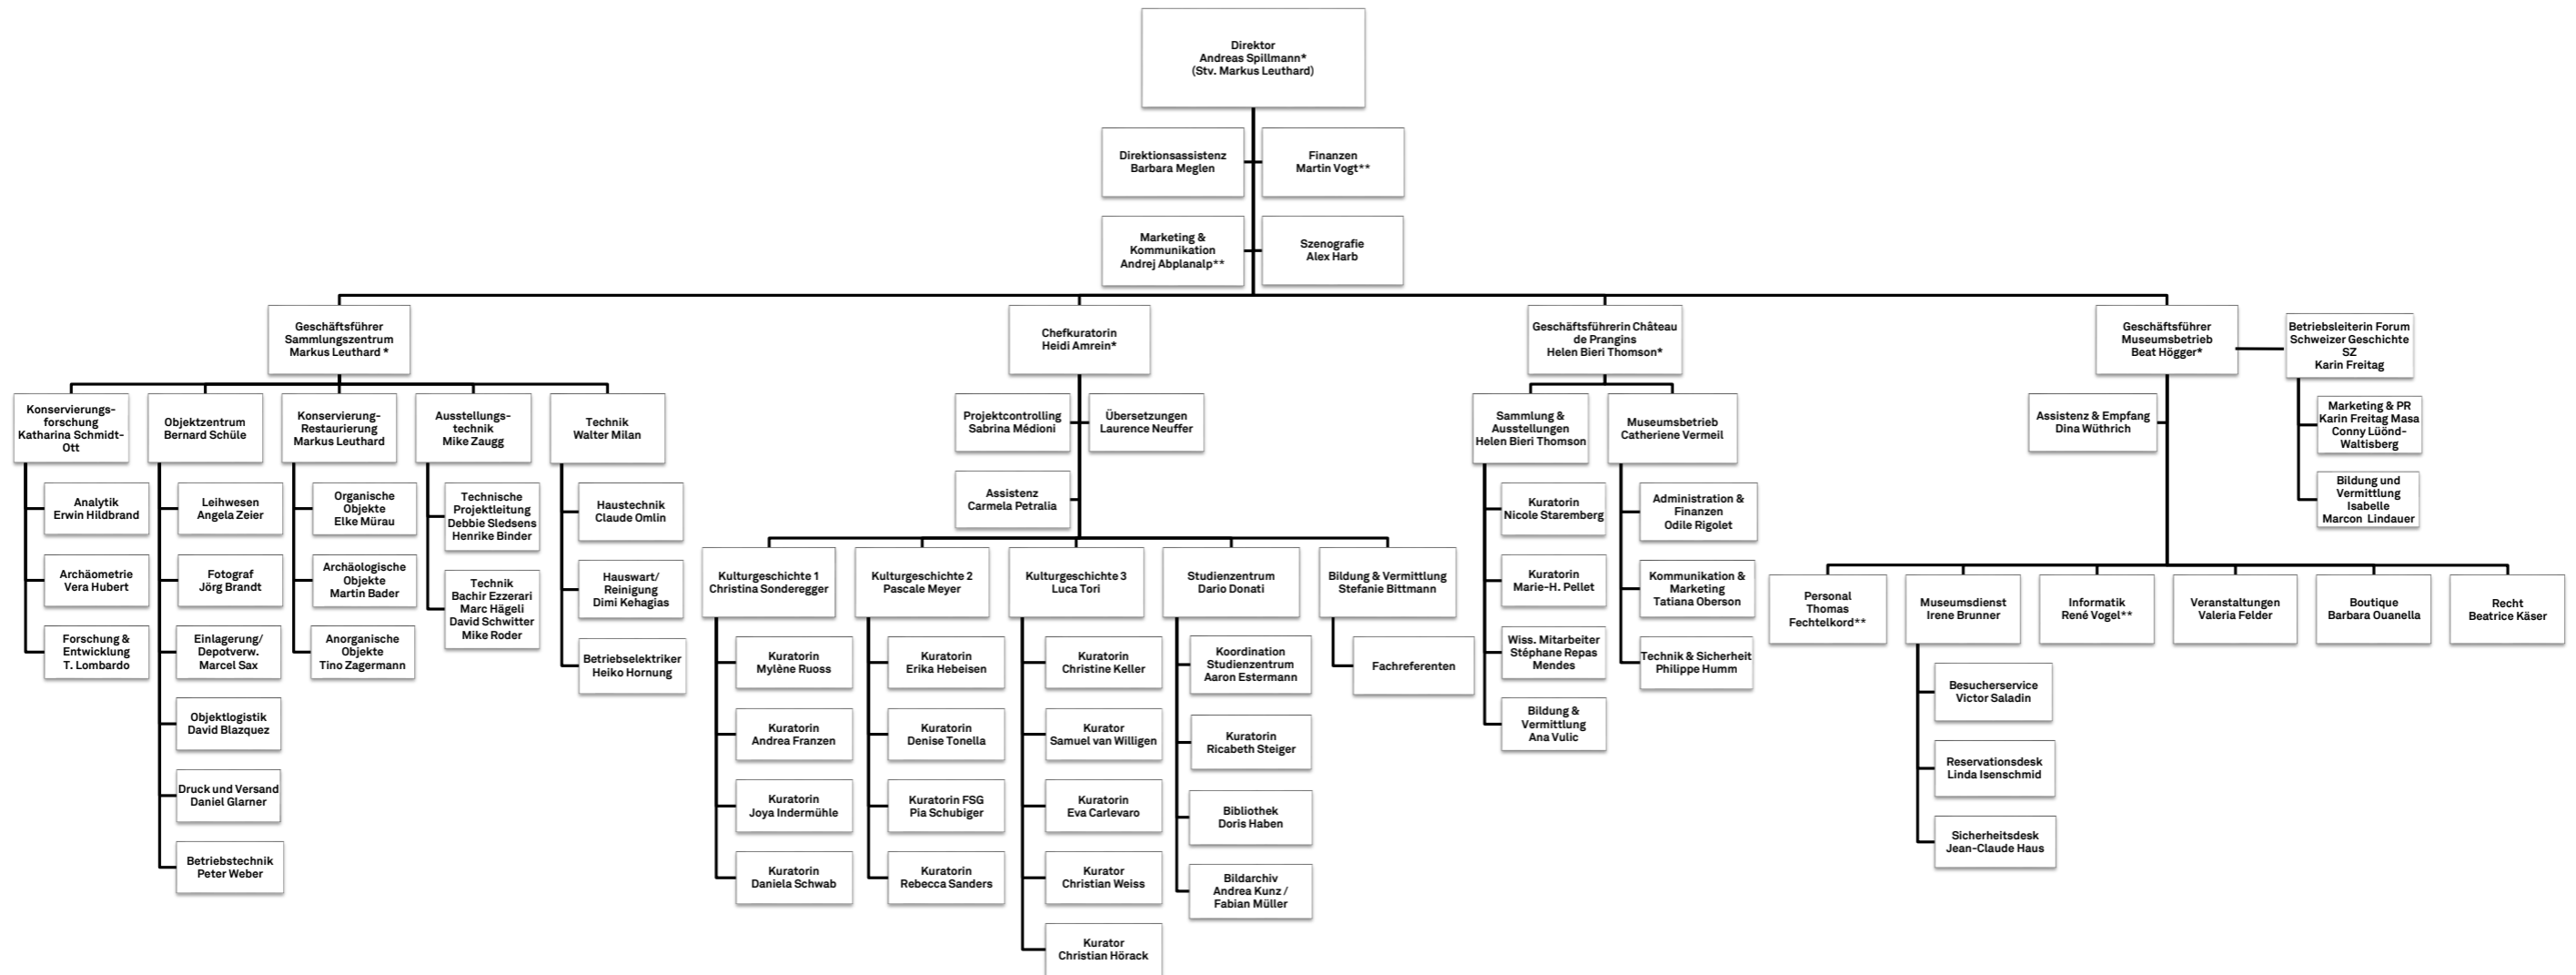 Direktor
Andreas Spillmann*
(Stv. Markus Leuthard)
Direktionsassistenz
Barbara Meglen
Finanzen
Martin Vogt**
Marketing &
Kommunikation
Andrej Abplanalp**
Szenografie
Alex Harb
Geschäftsführer
Sammlungszentrum
Markus Leuthard *
Chefkuratorin
Heidi Amrein*
Geschäftsführerin Château
de Prangins
Helen Bieri Thomson*
Geschäftsführer
Museumsbetrieb
Beat Högger*
Betriebsleiterin Forum
Schweizer Geschichte
SZ
Karin Freitag
Konservierungs-
forschung
Katharina Schmidt-
Ott
Objektzentrum
Bernard Schüle
Konservierung-
Restaurierung
Markus Leuthard
Ausstellungs-
technik
Mike Zaugg
Technik
Walter Milan
Projektcontrolling
Sabrina Médioni
Übersetzungen
Laurence Neuffer
Assistenz
Carmela Petralia
Sammlung &
Ausstellungen
Helen Bieri Thomson
Museumsbetrieb
Catheriene Vermeil
Assistenz & Empfang
Dina Wüthrich
Marketing & PR
Karin Freitag Masa
Conny Lüönd-
Waltisberg
Bildung und
Vermittlung
Isabelle
Marcon Lindauer
Analytik
Erwin Hildbrand
Archäometrie
Vera Hubert
Forschung &
Entwicklung
T. Lombardo
Leihwesen
Angela Zeier
Fotograf
Jörg Brandt
Einlagerung/
Depotverw.
Marcel Sax
Objektlogistik
David Blazquez
Druck und Versand
Daniel Glarner
Betriebstechnik
Peter Weber
Organische
Objekte
Elke Mürau
Archäologische
Objekte
Martin Bader
Anorganische
Objekte
Tino Zagermann
Technische
Projektleitung
Debbie Sledsens
Henrike Binder
Technik
Bachir Ezzerari
Marc Hägeli
David Schwitter
Mike Roder
Haustechnik
Claude Omlin
Hauswart/
Reinigung
Dimi Kehagias
Betriebselektriker
Heiko Hornung
Kulturgeschichte 1
Christina Sonderegger
Kulturgeschichte 2
Pascale Meyer
Kulturgeschichte 3
Luca Tori
Studienzentrum
Dario Donati
Bildung & Vermittlung
Stefanie Bittmann
Kuratorin
Mylène Ruoss
Kuratorin
Andrea Franzen
Kuratorin
Joya Indermühle
Kuratorin
Daniela Schwab
Kuratorin
Erika Hebeisen
Kuratorin
Denise Tonella
Kuratorin FSG
Pia Schubiger
Kuratorin
Rebecca Sanders
Kuratorin
Christine Keller
Kurator
Samuel van Willigen
Kuratorin
Eva Carlevaro
Kurator
Christian Weiss
Kurator
Christian Hörack
Koordination
Studienzentrum
Aaron Estermann
Kuratorin
Ricabeth Steiger
Bibliothek
Doris Haben
Bildarchiv
Andrea Kunz /
Fabian Müller
Fachreferenten
Kuratorin
Nicole Staremberg
Kuratorin
Marie-H. Pellet
Wiss. Mitarbeiter
Stéphane Repas
Mendes
Bildung &
Vermittlung
Ana Vulic
Administration &
Finanzen
Odile Rigolet
Kommunikation &
Marketing
Tatiana Oberson
Technik & Sicherheit
Philippe Humm
Personal
Thomas
Fechtelkord**
Museumsdienst
Irene Brunner
Informatik
René Vogel**
Veranstaltungen
Valeria Felder
Boutique
Barbara Ouanella
Recht
Beatrice Käser
Besucherservice
Victor Saladin
Reservationsdesk
Linda Isenschmid
Sicherheitsdesk
Jean-Claude Haus